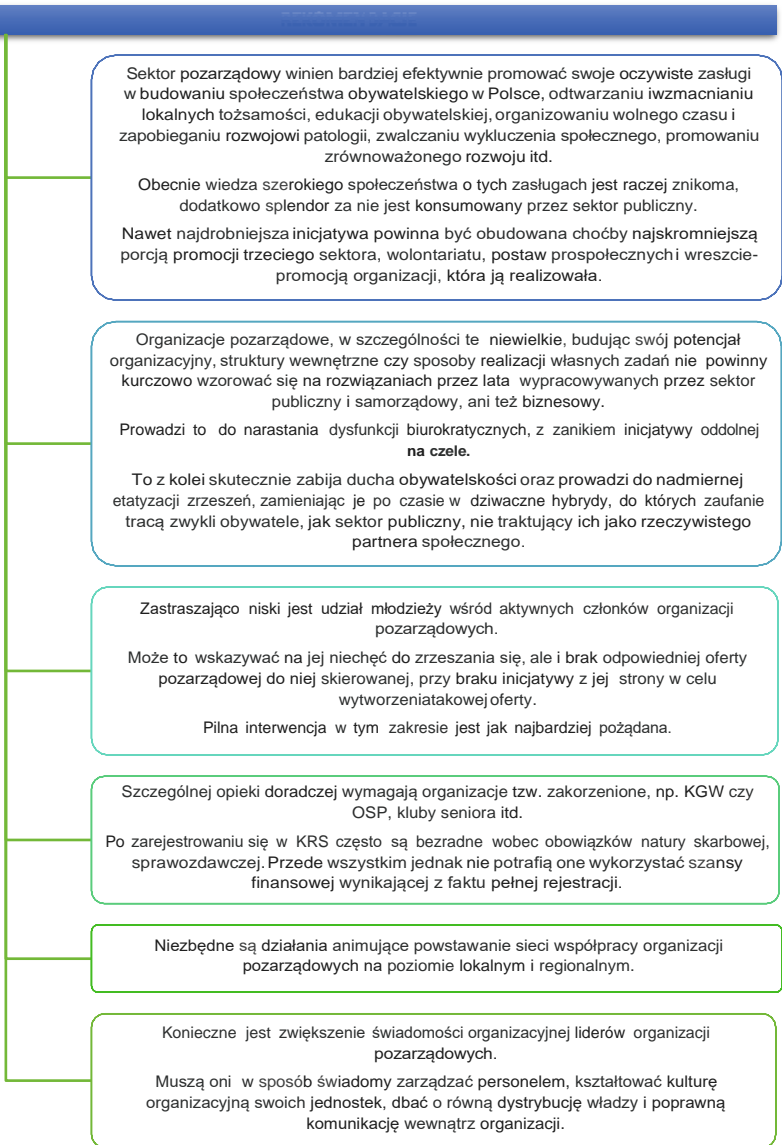 REKOMENDACJE
Sektor pozarządowy winien bardziej efektywnie promować swoje oczywiste zasługi
w budowaniu społeczeństwa obywatelskiego w Polsce, odtwarzaniu iwzmacnianiu
lokalnych tożsamości, edukacji obywatelskiej, organizowaniu wolnego czasu i
zapobieganiu rozwojowi patologii, zwalczaniu wykluczenia społecznego, promowaniu
zrównoważonego rozwoju itd.
Obecnie wiedza szerokiego społeczeństwa o tych zasługach jest raczej znikoma,
dodatkowo splendor za nie jest konsumowany przez sektor publiczny.
Nawet najdrobniejsza inicjatywa powinna być obudowana choćby najskromniejszą
porcją promocji trzeciego sektora, wolontariatu, postaw prospołecznych i wreszcie-
promocją organizacji, która ją realizowała.
Organizacje pozarządowe, w szczególności te niewielkie, budując swój potencjał
organizacyjny, struktury wewnętrzne czy sposoby realizacji własnych zadań nie powinny
kurczowo wzorować się na rozwiązaniach przez lata wypracowywanych przez sektor
publiczny i samorządowy, ani też biznesowy.
Prowadzi to do narastania dysfunkcji biurokratycznych, z zanikiem inicjatywy oddolnej
na czele.
To z kolei skutecznie zabija ducha obywatelskości oraz prowadzi do nadmiernej
etatyzacji zrzeszeń, zamieniając je po czasie w dziwaczne hybrydy, do których zaufanie
tracą zwykli obywatele, jak sektor publiczny, nie traktujący ich jako rzeczywistego
partnera społecznego.
Zastraszająco niski jest udział młodzieży wśród aktywnych członków organizacji
pozarządowych.
Może to wskazywać na jej niechęć do zrzeszania się, ale i brak odpowiedniej oferty
pozarządowej do niej skierowanej, przy braku inicjatywy z jej strony w celu
wytworzeniatakowej oferty.
Pilna interwencja w tym zakresie jest jak najbardziej pożądana.
Szczególnej opieki doradczej wymagają organizacje tzw. zakorzenione, np. KGW czy
OSP, kluby seniora itd.
Po zarejestrowaniu się w KRS często są bezradne wobec obowiązków natury skarbowej,
sprawozdawczej. Przede wszystkim jednak nie potrafią one wykorzystać szansy
finansowej wynikającej z faktu pełnej rejestracji.
Niezbędne są działania animujące powstawanie sieci współpracy organizacji
pozarządowych na poziomie lokalnym i regionalnym.
Konieczne jest zwiększenie świadomości organizacyjnej liderów organizacji
pozarządowych.
Muszą oni w sposób świadomy zarządzać personelem, kształtować kulturę
organizacyjną swoich jednostek, dbać o równą dystrybucję władzy i poprawną
komunikację wewnątrz organizacji.